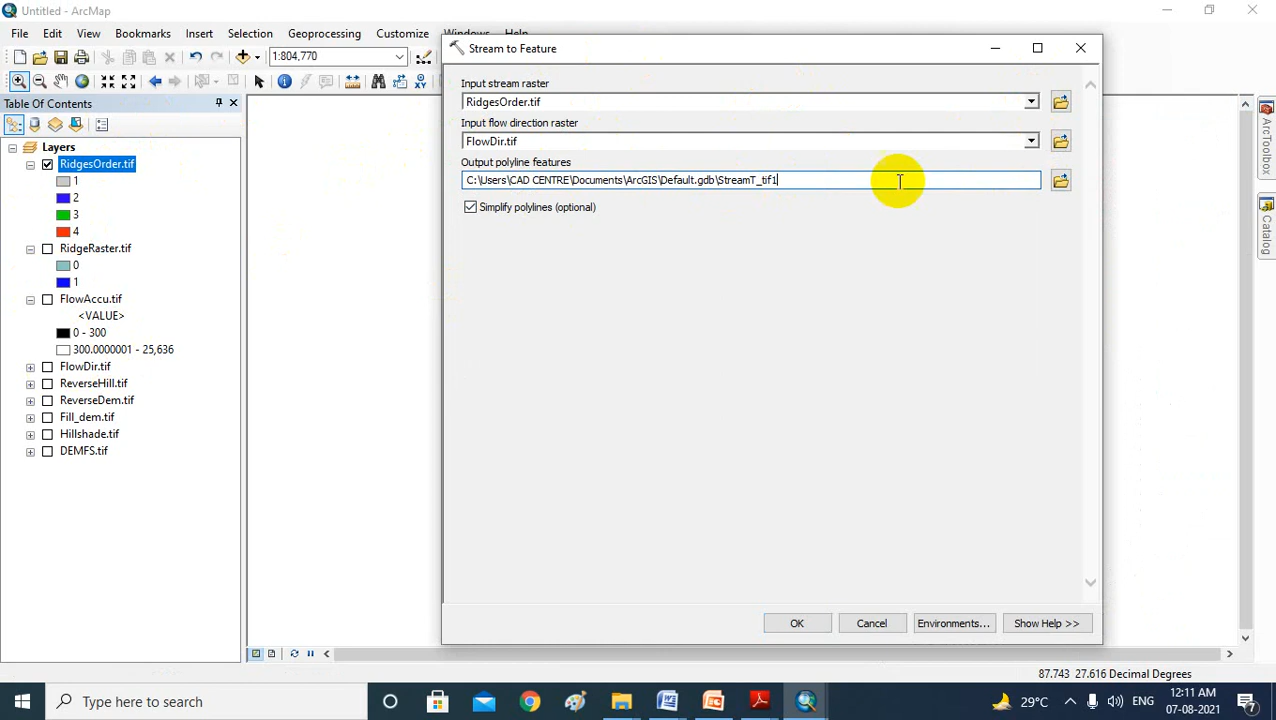 Untitled - ArcMap
File Edit View Bookmarks Insert Selection Geoprocessing Customize Windows Help
1:804,770
Table Of Contents
Layers
RidgesOrder.tif
1
2
3
4
RidgeRaster.tif
0
1
FlowAccu.tif
<VALUE>
0 - 300
300.0000001 - 25,636
FlowDir.tif
ReverseHill.tif
ReverseDem.tif
Fill_dem.tif
Hillshade.tif
DEMFS.tif
Stream to Feature
Input stream raster
RidgesOrder.tif
Input flow direction raster
FlowDir.tif
Output polyline features
C:\Users\CAD CENTRE\Documents\ArcGIS\Default.gdb\StreamT_tif1
Simplify polylines (optional)
OK Cancel Environments... Show Help >>
ArcToolbox
Catalog
87.743 27.616 Decimal Degrees
Type here to search
29°C
ENG
12:11 AM
07-08-2021
7